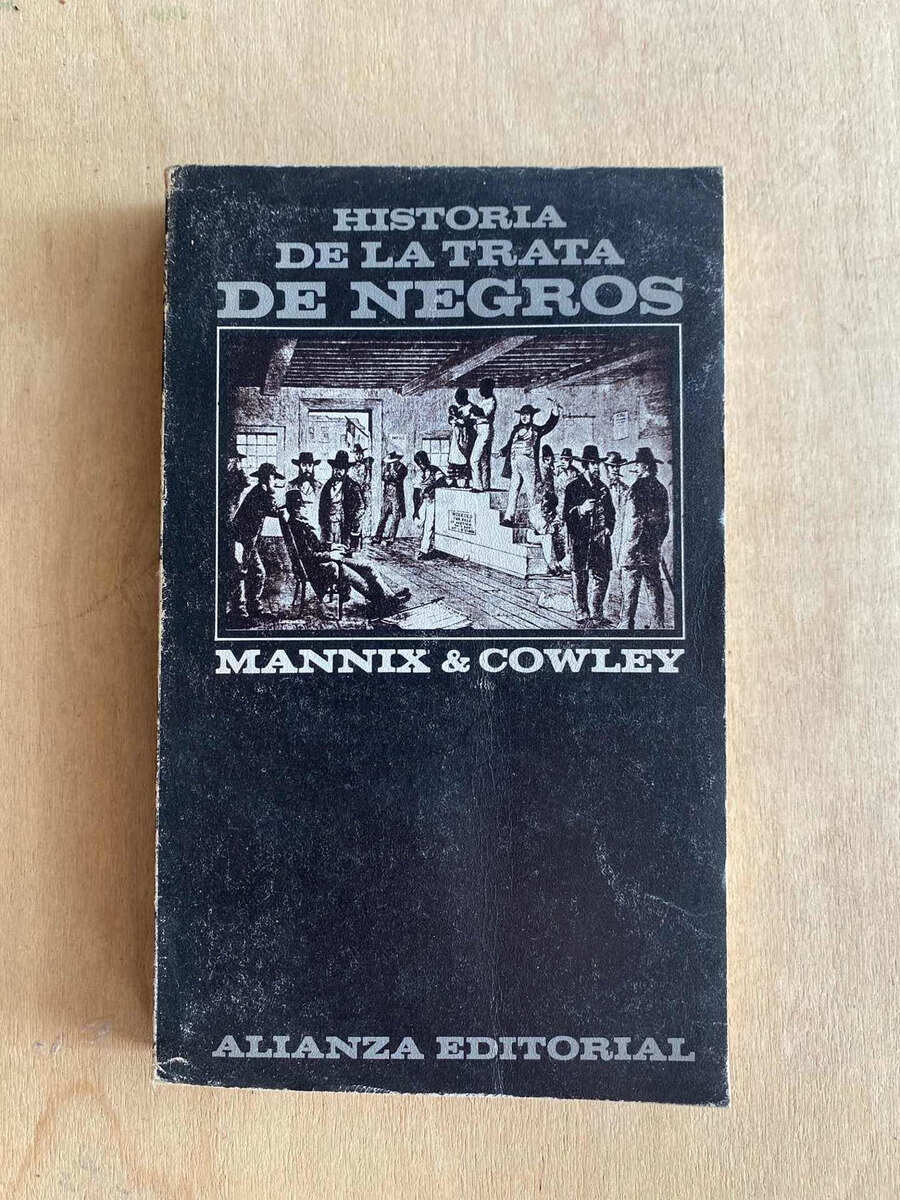 HISTORIA
DE LA TRATA
DE NEGROS
MANNIX & COWLEY
ALIANZA EDITORIAL